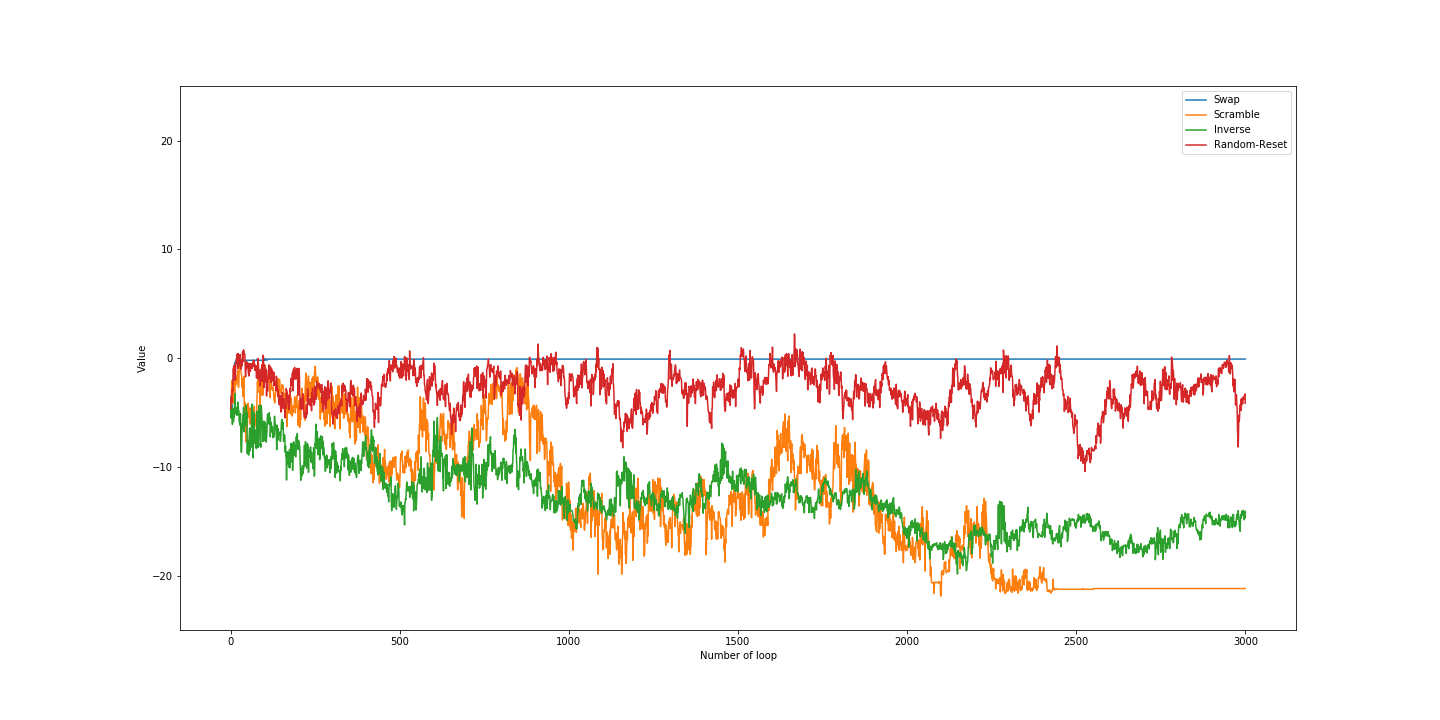 Swap
Scramble
Inverse
Random-Reset
20
10
0
−10
−20
Value
0
500
1000
1500
2000
2500
3000
Number of loop